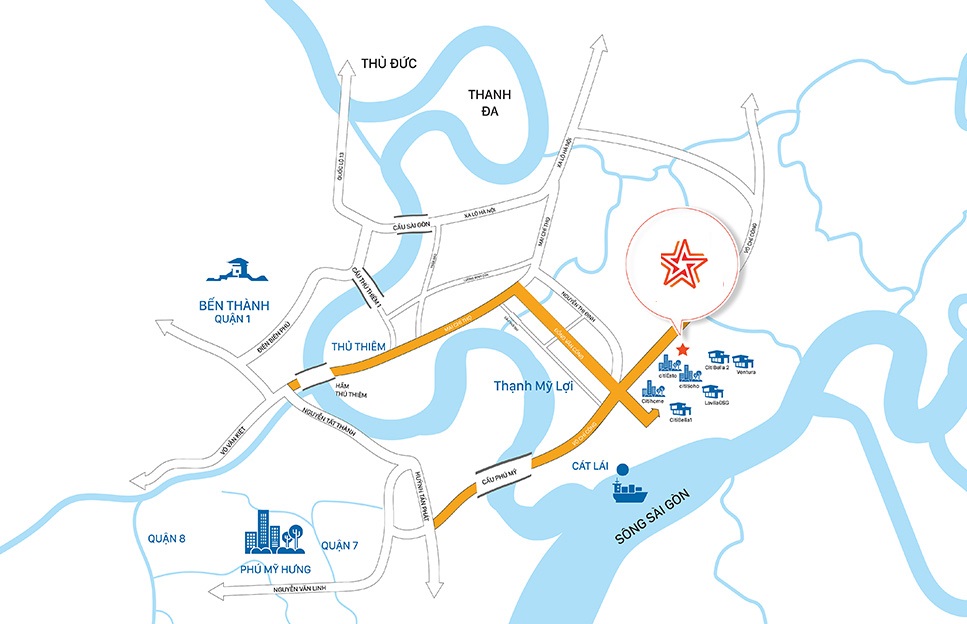 THỦ ĐỨC
THANH
ĐA
QUỐC LỘ 13
XA LỘ HÀ NỘI
XA LỘ HÀ NỘI
CẦU SÀI GÒN
MAI CHÍ THỌ
VÕ CHÍ CÔNG
BẾN THÀNH
QUẬN 1
CẦU THỦ THIÊM 1
NGUYỄN THỊ ĐỊNH
ĐIỆN BIÊN PHỦ
MAI CHÍ THỌ
ĐỒNG VĂN CỐNG
THỦ THIÊM
Citi Bella 2
Ventura
citiEsto
citiSoho
Thạnh Mỹ Lợi
HẦM
THỦ THIÊM
Citihome
LavilaĐSG
CitiBella1
NGUYỄN TẤT THÀNH
VÕ VĂN KIỆT
VÕ CHÍ CÔNG
CÁT LÁI
CẦU PHÚ MỸ
HUỲNH TẤN PHÁT
SÔNG SÀI GÒN
QUẬN 8
QUẬN 7
PHÚ MỸ HƯNG
NGUYỄN VĂN LINH